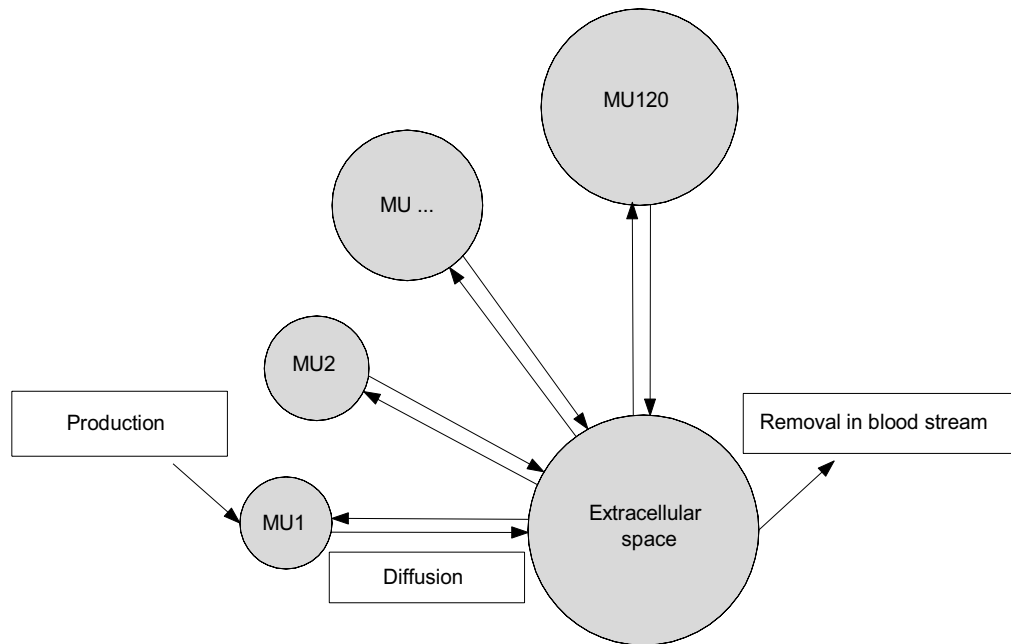 MU120
MU ...
MU2
Production
Removal in blood stream
MU1
Extracellular
space
Diffusion